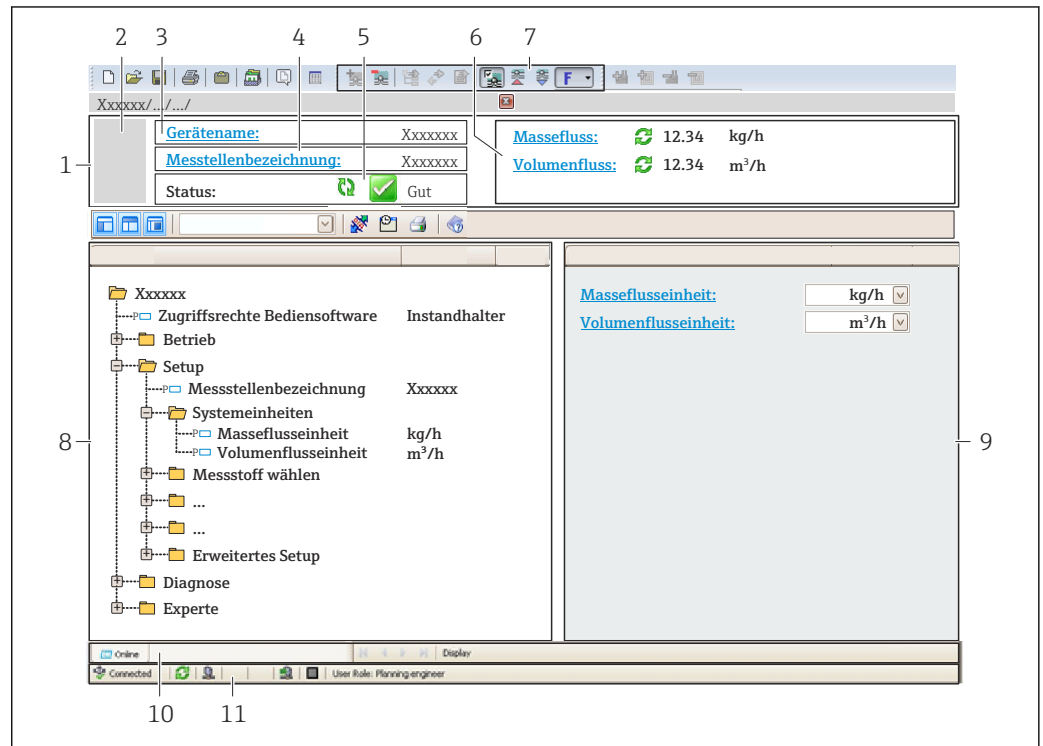 2 3 4 5 6 7
F
Xxxxxx/.../.../
1
Gerätename: Xxxxxxx
Messtellenbezeichnung: Xxxxxxx
Status: Gut
Massefluss: 12.34 kg/h
Volumenfluss: 12.34 m³/h
Xxxxxx
Zugriffsrechte Bediensoftware Instandhalter
Betrieb
Setup
P Messstellenbezeichnung Xxxxxx
Systemeinheiten
P Masseflusseinheit kg/h
P Volumenflusseinheit m³/h
Messstoff wählen
...
...
Erweitertes Setup
Diagnose
Experte
8
Masseflusseinheit: kg/h
Volumenflusseinheit: m³/h
9
Online Display
Connected User Role: Planning engineer
10 11